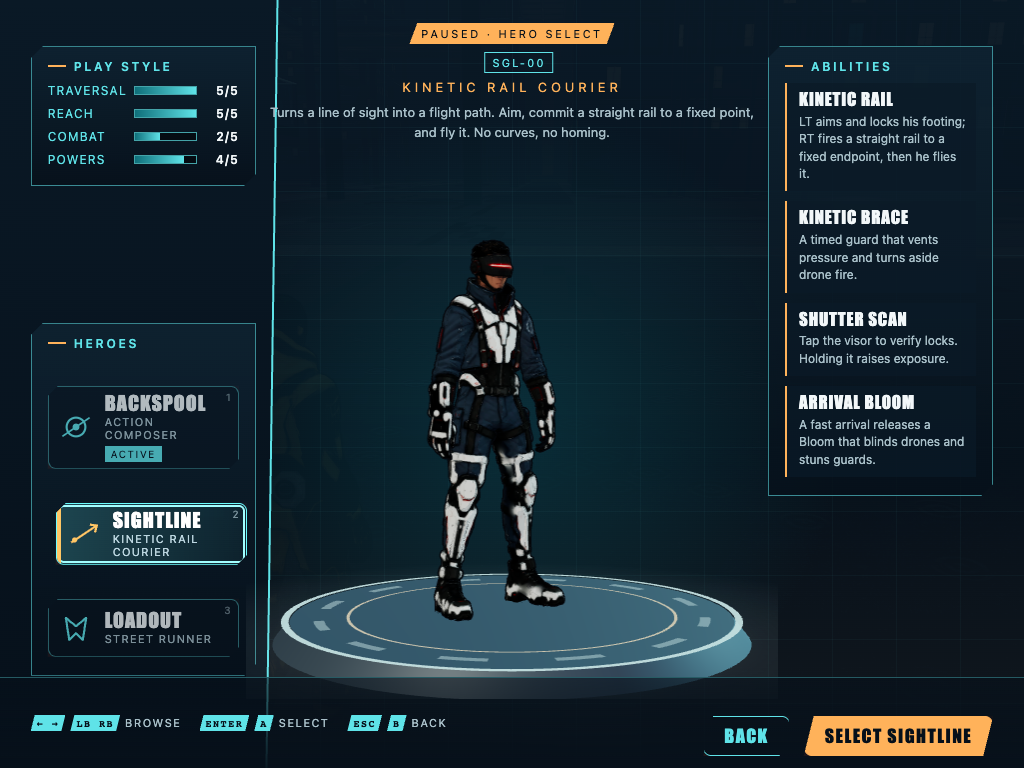 PAUSED · HERO SELECT
SGL-00
KINETIC RAIL COURIER
Turns a line of sight into a flight path. Aim, commit a straight rail to a fixed point,
and fly it. No curves, no homing.
PLAY STYLE
TRAVERSAL 5/5
REACH 5/5
COMBAT 2/5
POWERS 4/5
HEROES
BACKSPOOL 1
ACTION
COMPOSER
ACTIVE
SIGHTLINE 2
KINETIC RAIL
COURIER
LOADOUT 3
STREET RUNNER
ABILITIES
KINETIC RAIL
LT aims and locks his footing;
RT fires a straight rail to a
fixed endpoint, then he flies
it.
KINETIC BRACE
A timed guard that vents
pressure and turns aside
drone fire.
SHUTTER SCAN
Tap the visor to verify locks.
Holding it raises exposure.
ARRIVAL BLOOM
A fast arrival releases a
Bloom that blinds drones and
stuns guards.
← → LB RB BROWSE ENTER A SELECT ESC B BACK
BACK
SELECT SIGHTLINE